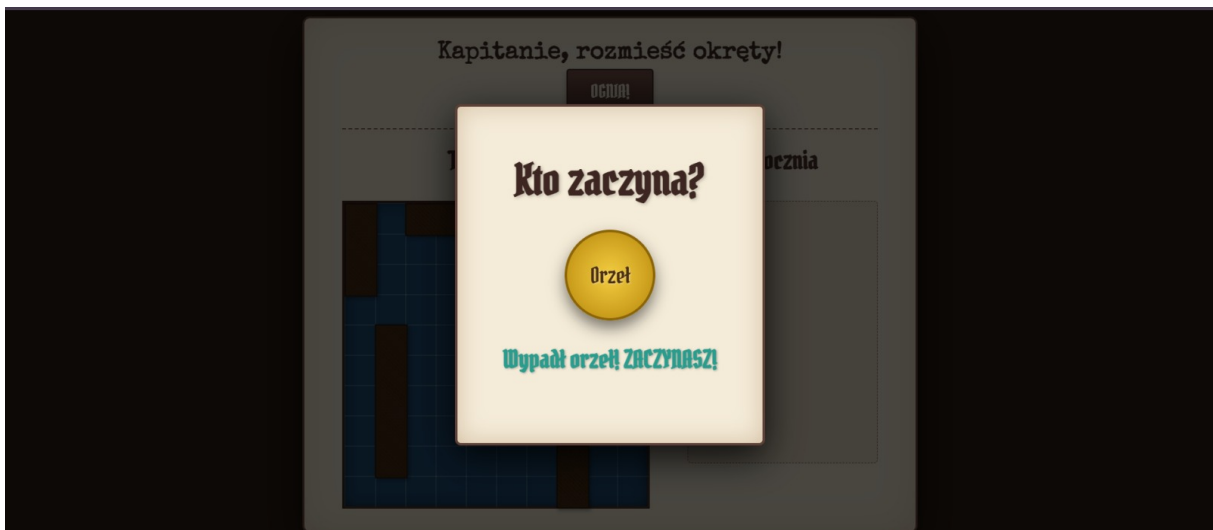 Kapitanie, rozmieść okręty!
OGNIA!
Kto zaczyna?
Orzeł
Wypadł orzeł! ZACZYNASZ!